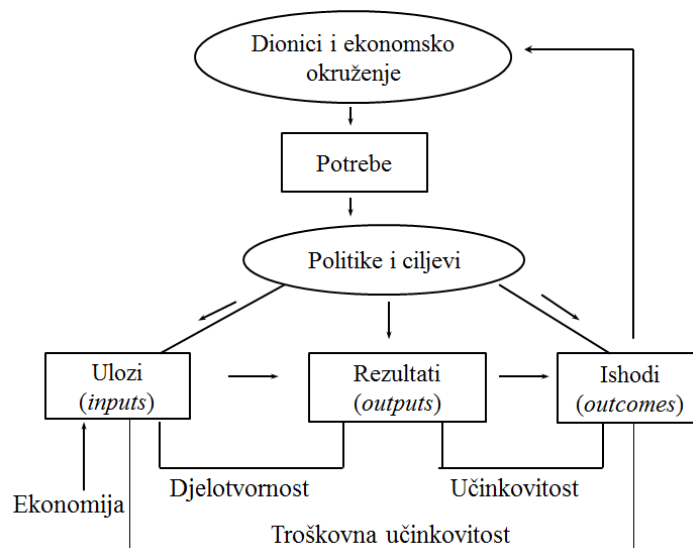 Dionici i ekonomsko
okruženje
Potrebe
Politike i ciljevi
Ulozi
(inputs)
Rezultati
(outputs)
Ishodi
(outcomes)
Ekonomija
Djelotvornost
Učinkovitost
Troškovna učinkovitost